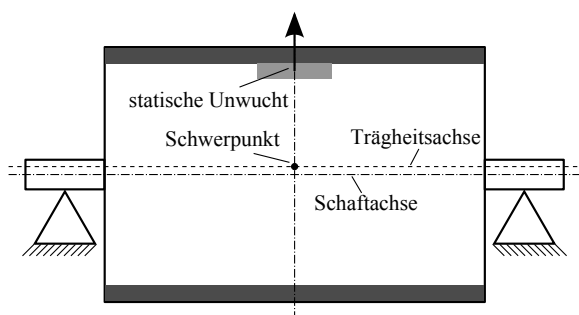 statische Unwucht
Schwerpunkt
Trägheitsachse
Schaftachse